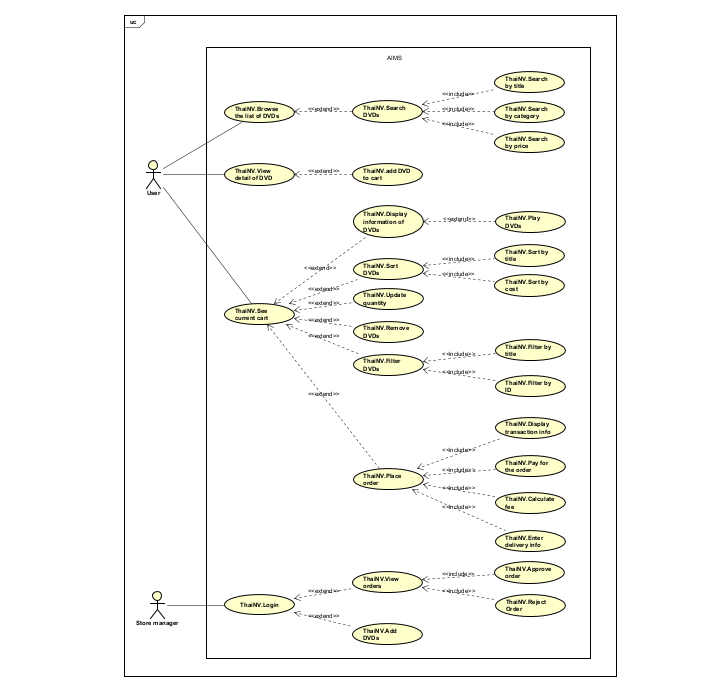 uc
AIMS
ThaiNV.Search
by title
<<include>>
ThaiNV.Browse
the list of DVDs
<<extend>>
ThaiNV.Search
DVDs
<<include>>
ThaiNV.Search
by category
<<include>>
ThaiNV.Search
by price
User
ThaiNV.View
detail of DVD
<<extend>>
ThaiNV.add DVD
to cart
ThaiNV.Display
information of
DVDs
<<extend>>
ThaiNV.Play
DVDs
<<extend>>
ThaiNV.Sort
DVDs
<<include>>
ThaiNV.Sort by
title
<<include>>
ThaiNV.Sort by
cost
<<extend>>
ThaiNV.Update
quantity
<<extend>>
ThaiNV.See
current cart
<<extend>>
ThaiNV.Remove
DVDs
<<extend>>
ThaiNV.Filter
DVDs
<<include>>
ThaiNV.Filter by
title
<<include>>
ThaiNV.Filter by
ID
<<extend>>
ThaiNV.Display
transaction info
<<include>>
ThaiNV.Place
order
<<include>>
ThaiNV.Pay for
the order
<<include>>
ThaiNV.Calculate
fee
<<include>>
ThaiNV.Enter
delivery info
Store manager
ThaiNV.Login
<<extend>>
ThaiNV.View
orders
<<include>>
ThaiNV.Approve
order
<<include>>
ThaiNV.Reject
Order
<<extend>>
ThaiNV.Add
DVDs